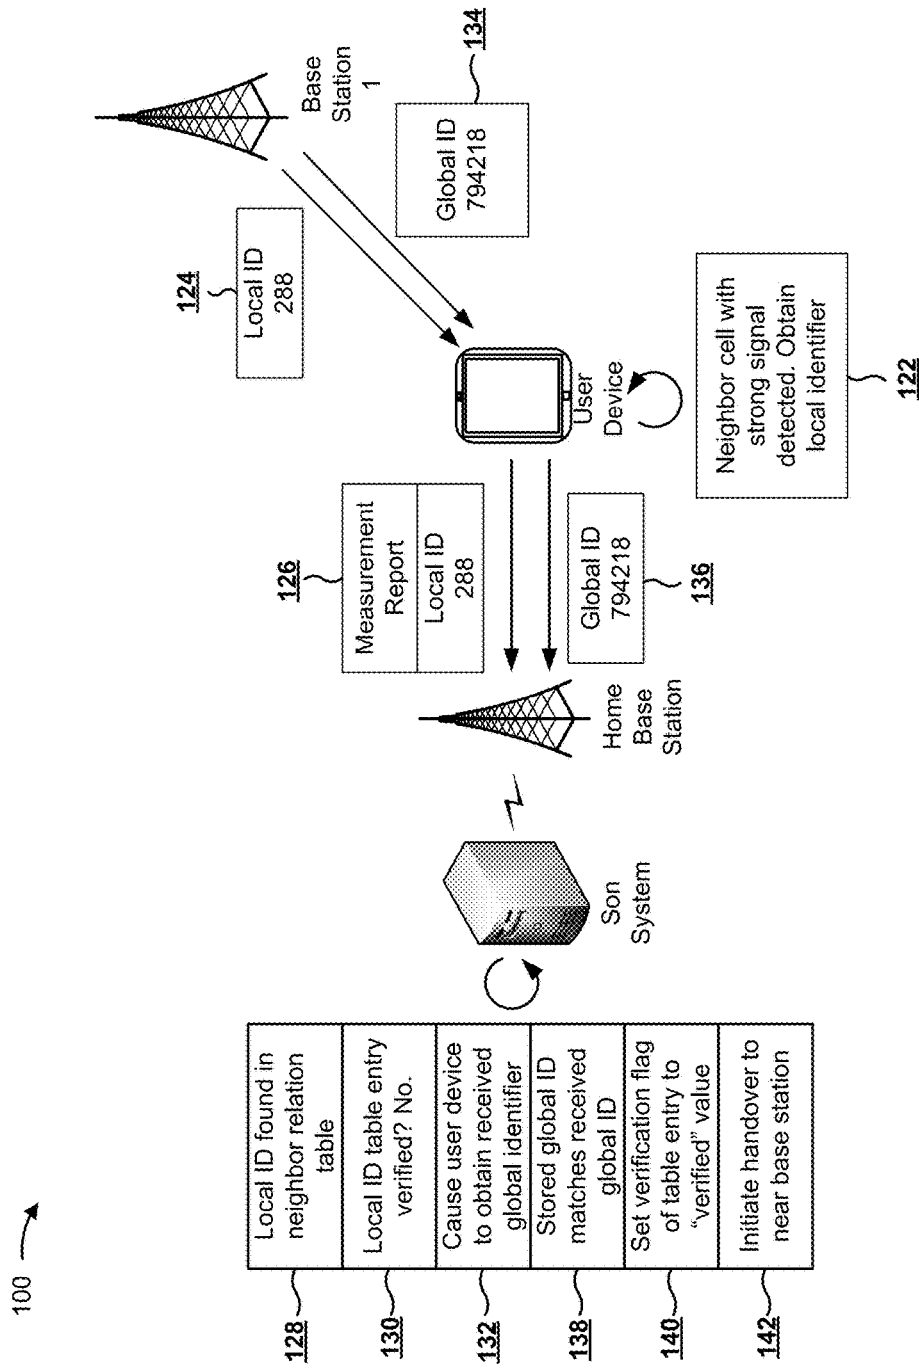 100
128
Local ID found in
neighbor relation
table
130
Local ID table entry
verified? No.
132
Cause user device
to obtain received
global identifier
138
Stored global ID
matches received
global ID
140
Set verification flag
of table entry to
"verified" value
142
Initiate handover to
near base station
Son
System
Home
Base
Station
126
Measurement
Report
Local ID
288
Global ID
794218
136
User
Device
Neighbor cell with
strong signal
detected. Obtain
local identifier
122
124
Local ID
288
Base
Station
1
Global ID
794218
134